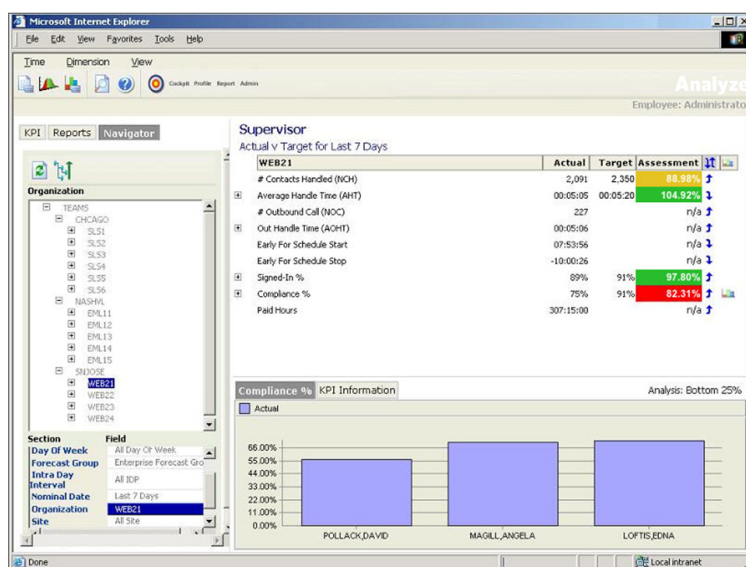 Microsoft Internet Explorer
File Edit View Favorites Tools Help
Time Dimension View
Cockpit Profile Report Admin
Analyze
Employee: Administrato
KPI Reports Navigator
Organization
TEAMS
CHICAGO
SLS1
SLS2
SLS3
SLS4
SLS5
SLS6
NASHVL
EML11
EML12
EML13
EML14
EML15
SNJOSE
WEB21
WEB22
WEB23
WEB24
Section Field
Day Of Week All Day Of Week
Forecast Group Enterprise Forecast Gro
Intra Day Interval All IDP
Nominal Date Last 7 Days
Organization WEB21
Site All Site
Supervisor
Actual v Target for Last 7 Days
WEB21 Actual Target Assessment
# Contacts Handled (NCH) 2,091 2,350 88.98%
Average Handle Time (AHT) 00:05:05 00:05:20 104.92%
# Outbound Call (NOC) 227 n/a
Out Handle Time (AOHT) 00:05:06 n/a
Early For Schedule Start 07:53:56 n/a
Early For Schedule Stop -10:00:26 n/a
Signed-In % 89% 91% 97.80%
Compliance % 75% 91% 82.31%
Paid Hours 307:15:00 n/a
Compliance % KPI Information Analysis: Bottom 25%
Actual
66.00%
55.00%
44.00%
33.00%
22.00%
11.00%
0.00%
POLLACK,DAVID MAGILL,ANGELA LOFTIS,EDNA
Done Local intranet